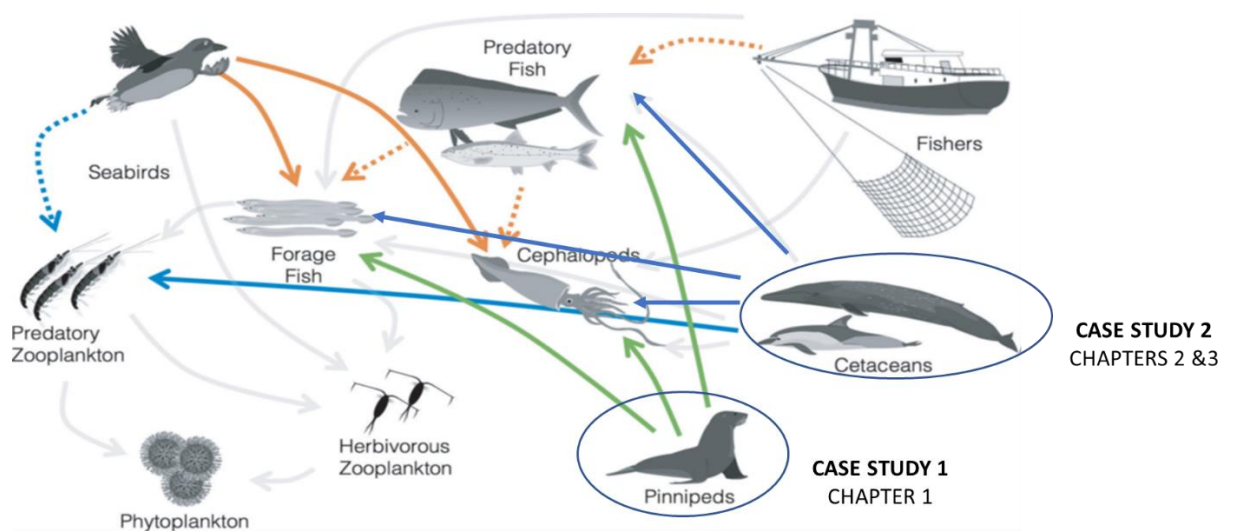 Predatory
Fish
Fishers
Seabirds
Forage
Fish
Cephalopods
Predatory
Zooplankton
Cetaceans
CASE STUDY 2
CHAPTERS 2 &3
Herbivorous
Zooplankton
Pinnipeds
CASE STUDY 1
CHAPTER 1
Phytoplankton